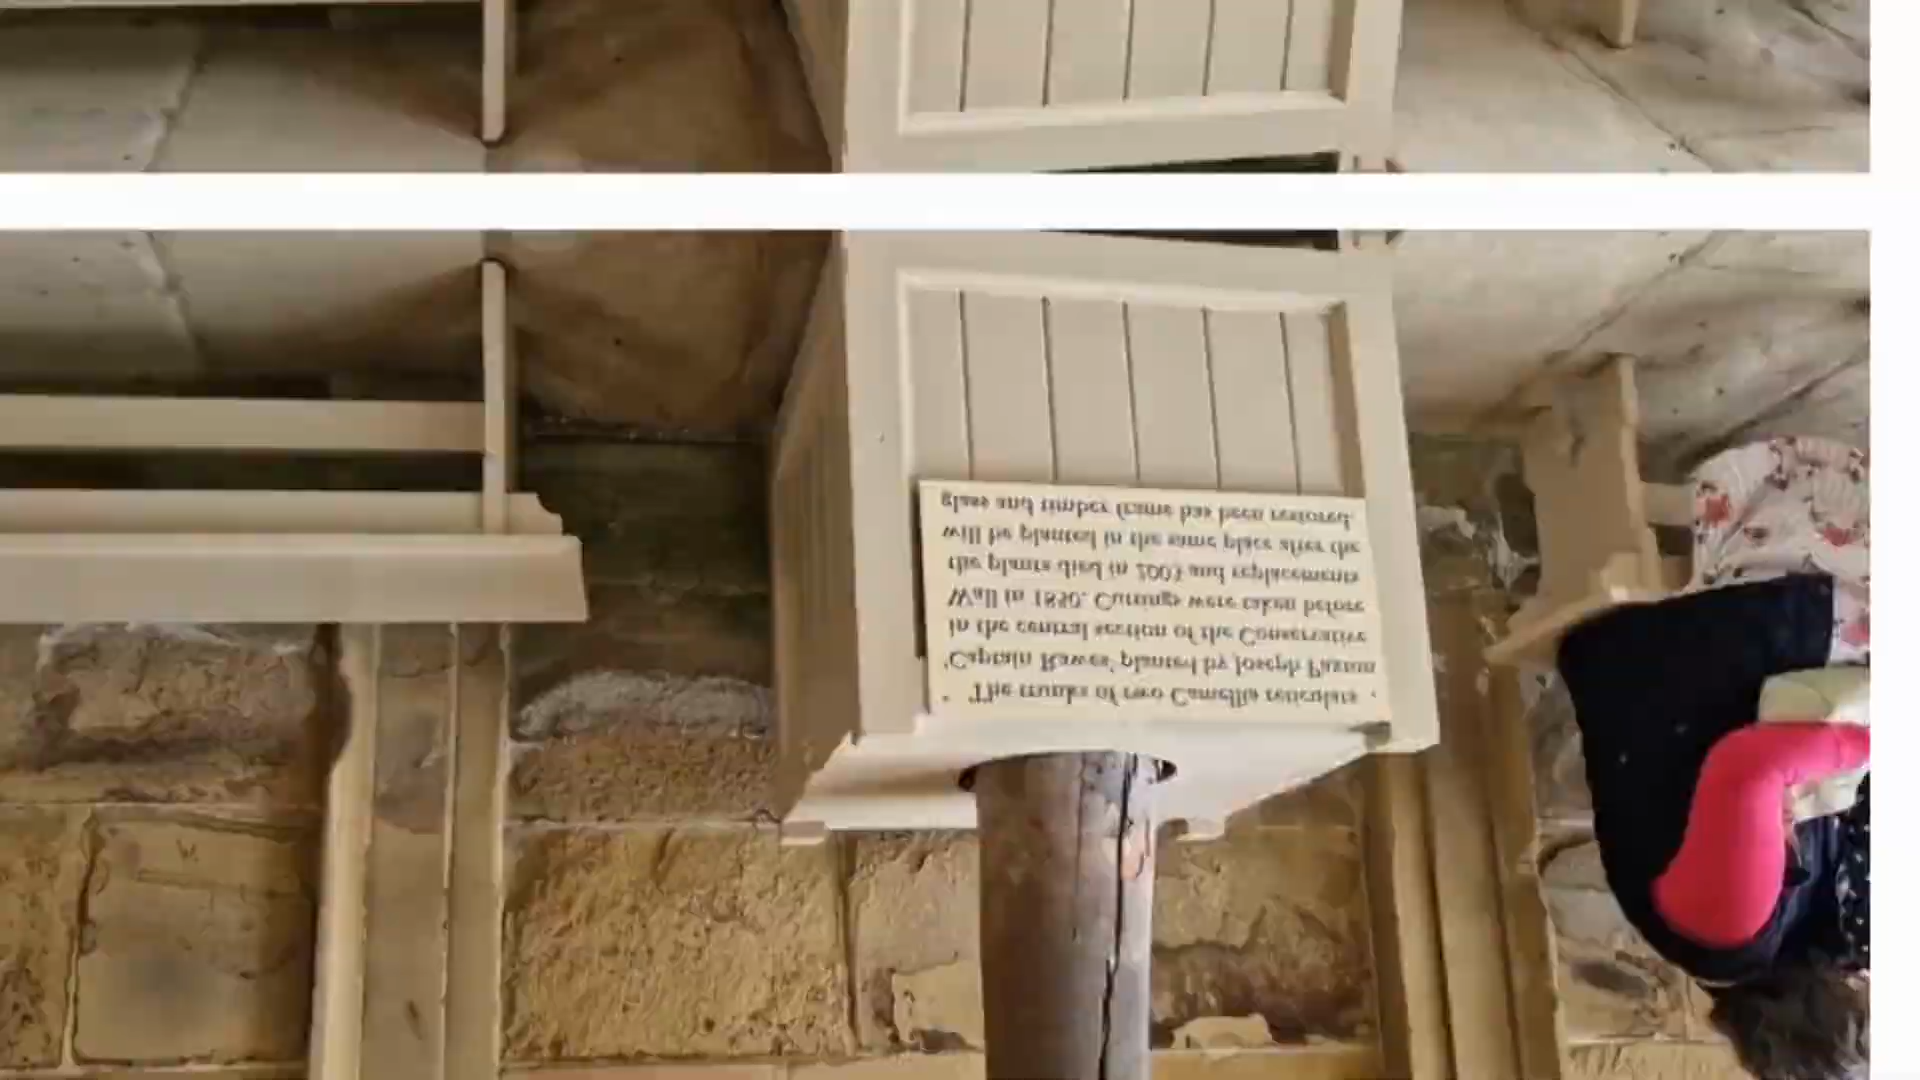 The trunks of two Camellia reticulata
'Captain Rawes' planted by Joseph Paxton
in the central section of the Conservative
Wall in 1850. Cuttings were taken before
the plants died in 2003 and replacements
will be planted in the same place after the
glass and timber frame has been restored.